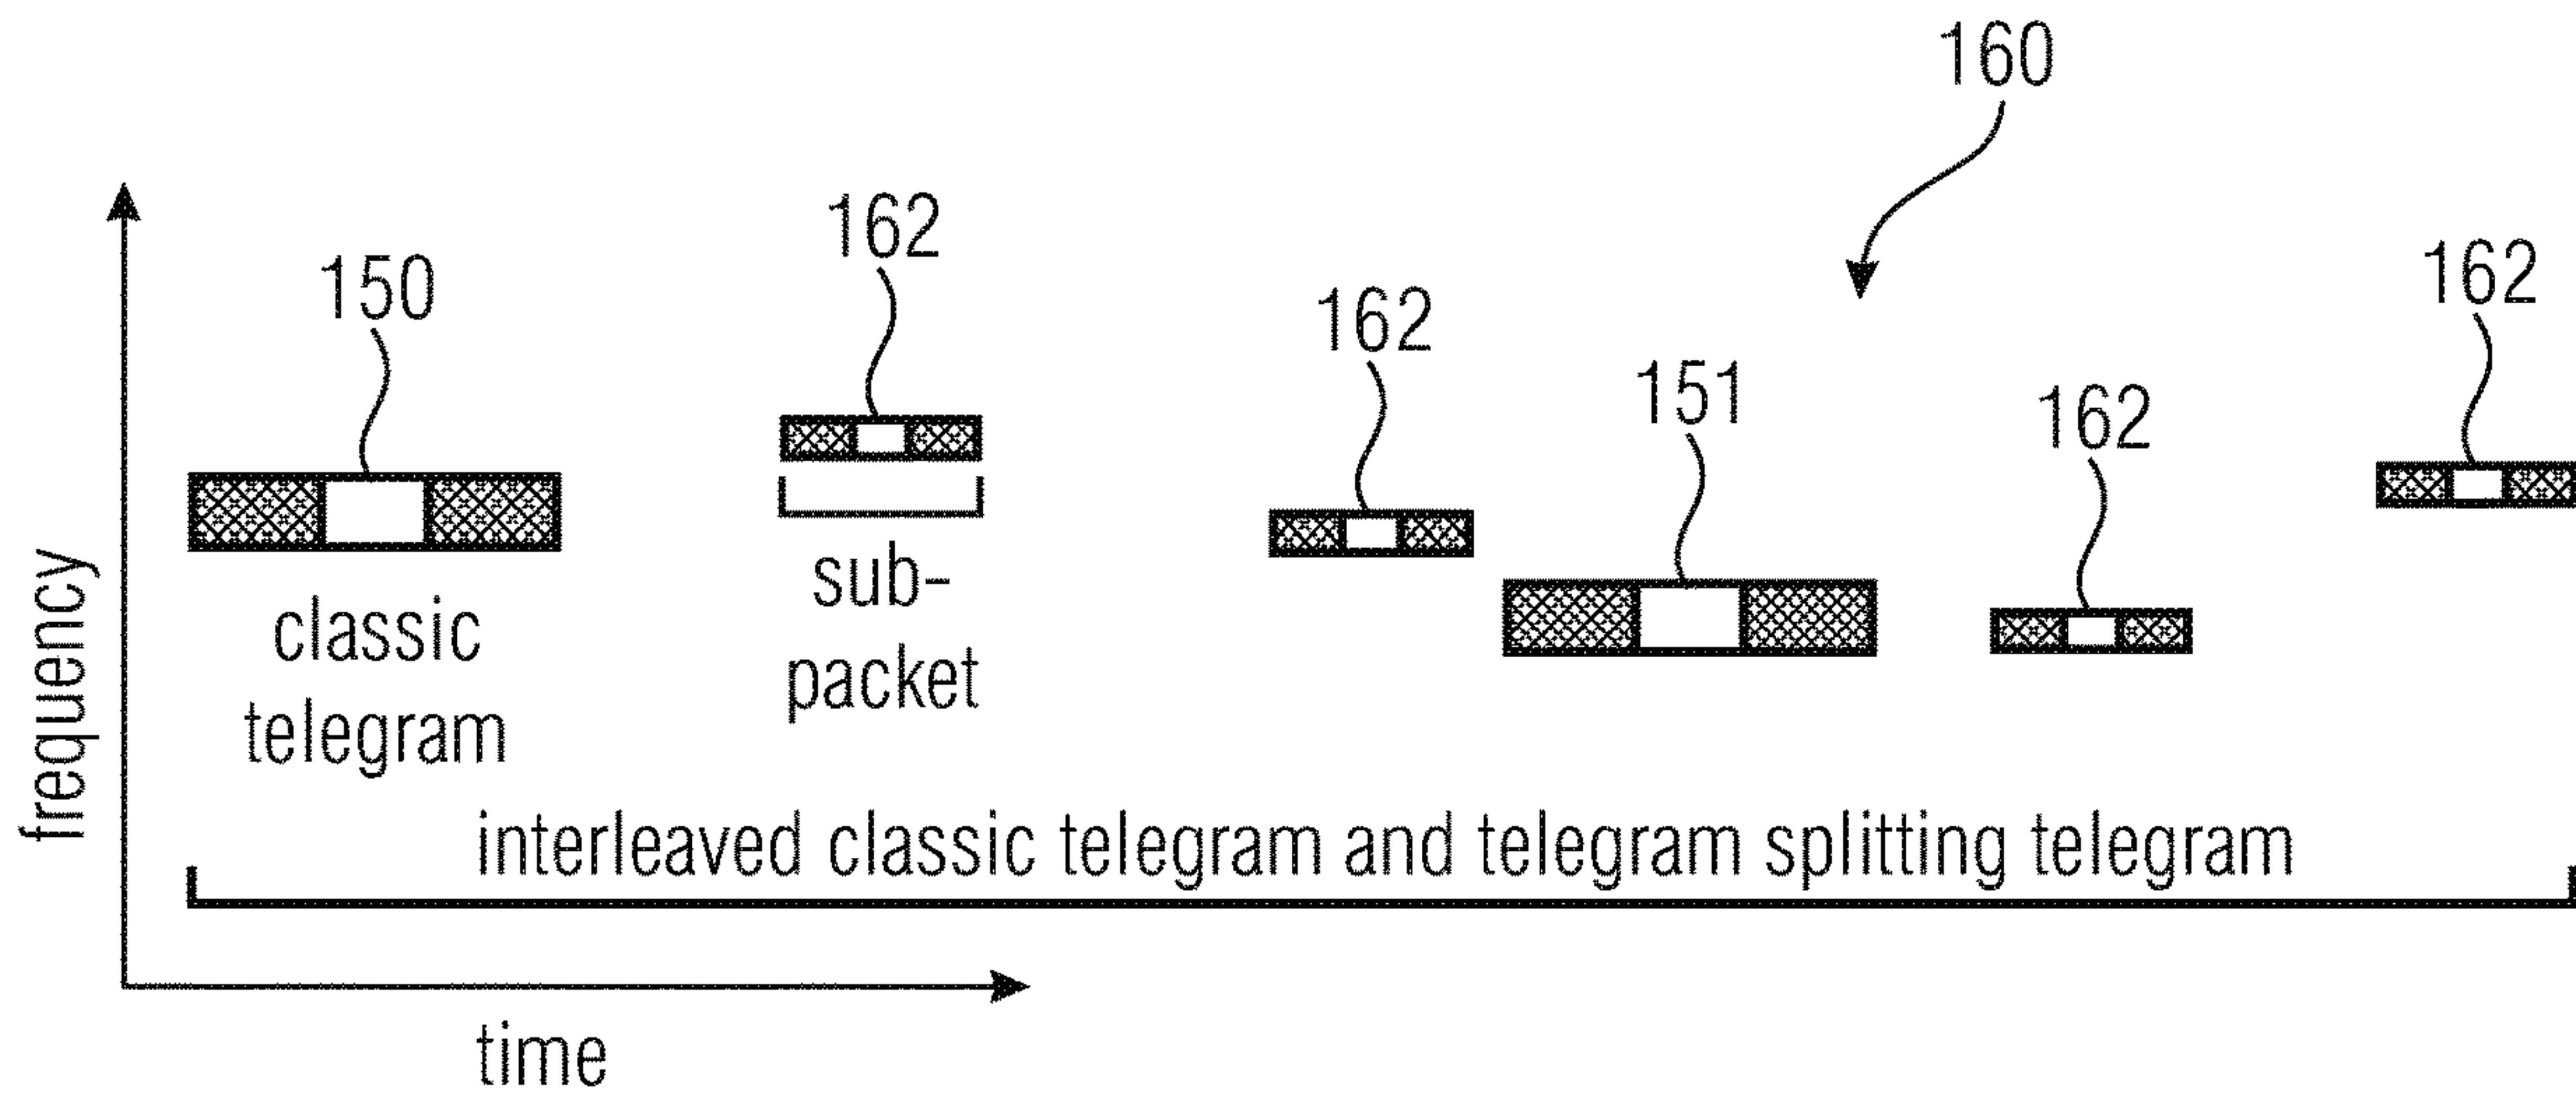 160
162
150
162
162
151
162
sub-
packet
classic
telegram
frequency
interleaved classic telegram and telegram splitting telegram
time